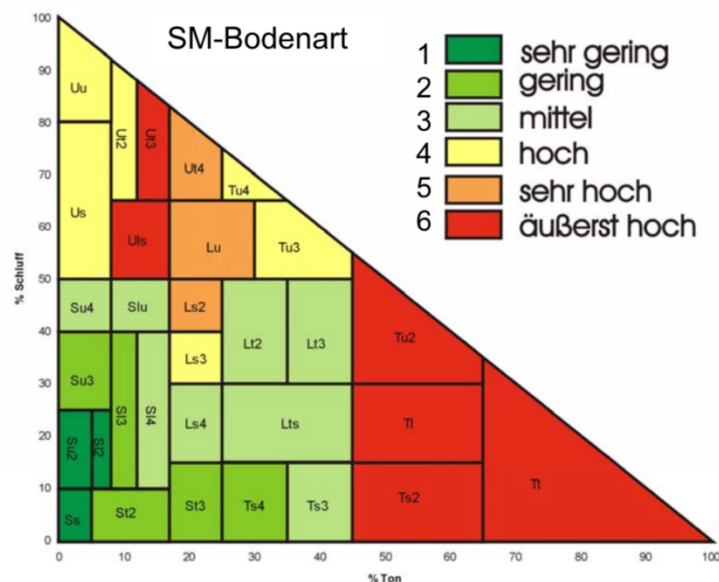 SM-Bodenart
1 sehr gering
2 gering
3 mittel
4 hoch
5 sehr hoch
6 äußerst hoch
% Schluff
100
90
80
70
60
50
40
30
20
10
0
Uu
Ut2
Ut3
Ut4
Tu4
Us
Uls
Lu
Tu3
Su4
Slu
Ls2
Lt2
Lt3
Tu2
Su3
Sl3
Sl4
Ls3
Su2
Sl2
Ls4
Lts
Tl
Ss
St2
St3
Ts4
Ts3
Ts2
Tt
0 10 20 30 40 50 60 70 80 90 100
% Ton